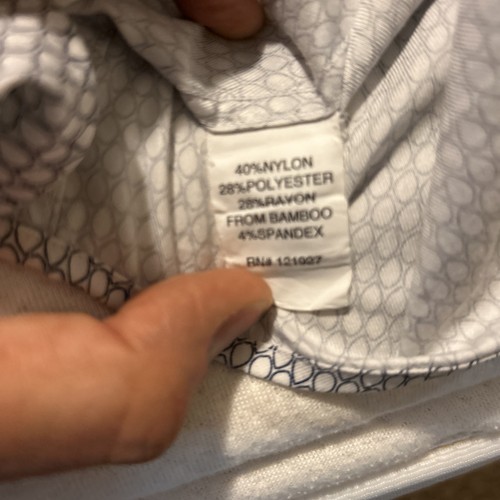 40%NYLON
28%POLYESTER
28%RAYON
FROM BAMBOO
4%SPANDEX
RN# 121927